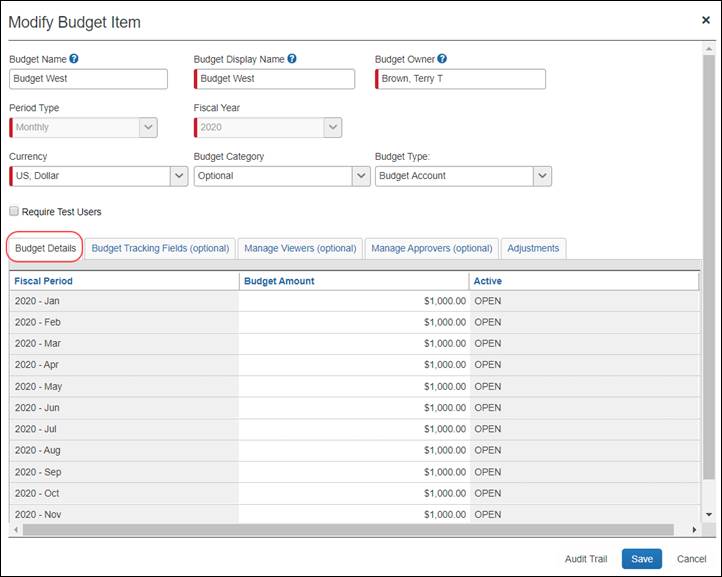 Modify Budget Item ×
Budget Name ? Budget Display Name ? Budget Owner ?
Budget West Budget West Brown, Terry T
Period Type Fiscal Year
Monthly 2020
Currency Budget Category Budget Type:
US, Dollar Optional Budget Account
Require Test Users
Budget Details Budget Tracking Fields (optional) Manage Viewers (optional) Manage Approvers (optional) Adjustments
Fiscal Period Budget Amount Active
2020 - Jan $1,000.00 OPEN
2020 - Feb $1,000.00 OPEN
2020 - Mar $1,000.00 OPEN
2020 - Apr $1,000.00 OPEN
2020 - May $1,000.00 OPEN
2020 - Jun $1,000.00 OPEN
2020 - Jul $1,000.00 OPEN
2020 - Aug $1,000.00 OPEN
2020 - Sep $1,000.00 OPEN
2020 - Oct $1,000.00 OPEN
2020 - Nov $1,000.00 OPEN
Audit Trail Save Cancel